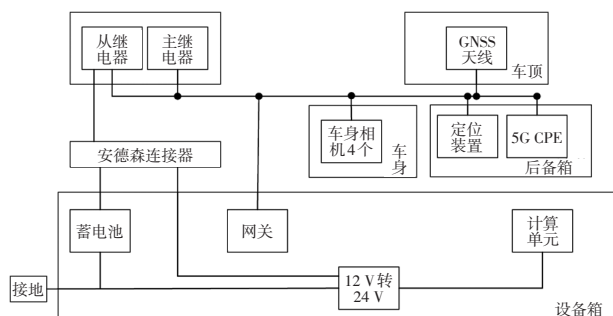 从继
电器
主继
电器
GNSS
天线
车顶
车身相
机4个
车
身
定位
装置
5G CPE
后备箱
安德森连接器
蓄电池
网关
计算
单元
接地
12 V转
24 V
设备箱